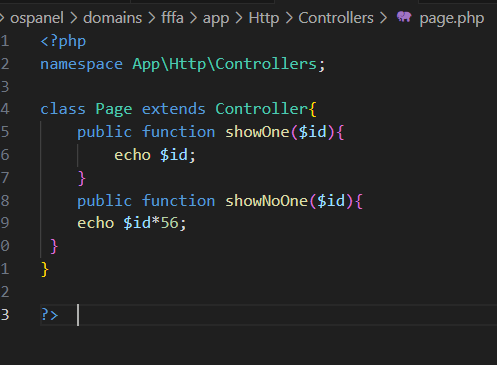 ospanel > domains > fffa > app > Http > Controllers > page.php
1 <?php
2 namespace App\Http\Controllers;
3
4 class Page extends Controller{
5 public function showOne($id){
6 echo $id;
7 }
8 public function showNoOne($id){
9 echo $id*56;
0 }
1 }
2
3 ?>